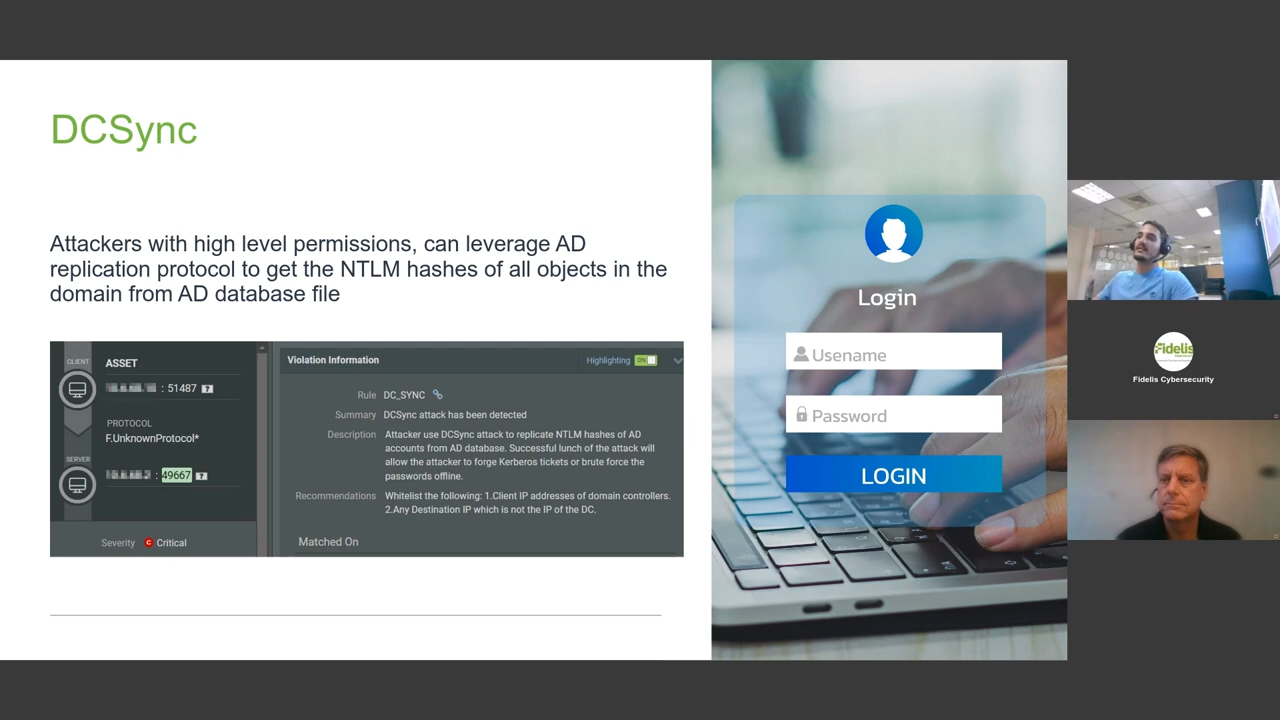 DCSync
Attackers with high level permissions, can leverage AD
replication protocol to get the NTLM hashes of all objects in the
domain from AD database file
CLIENT
ASSET
: 51487 ?
PROTOCOL
F.UnknownProtocol*
SERVER
: 49667 ?
Severity C Critical
Violation Information
Highlighting ON
Rule DC_SYNC
Summary DCSync attack has been detected
Description Attacker use DCSync attack to replicate NTLM hashes of AD
accounts from AD database. Successful lunch of the attack will
allow the attacker to forge Kerberos tickets or brute force the
passwords offline.
Recommendations Whitelist the following: 1.Client IP addresses of domain controllers.
2.Any Destination IP which is not the IP of the DC.
Matched On
Login
Usename
Password
LOGIN
Fidelis
Fidelis Cybersecurity